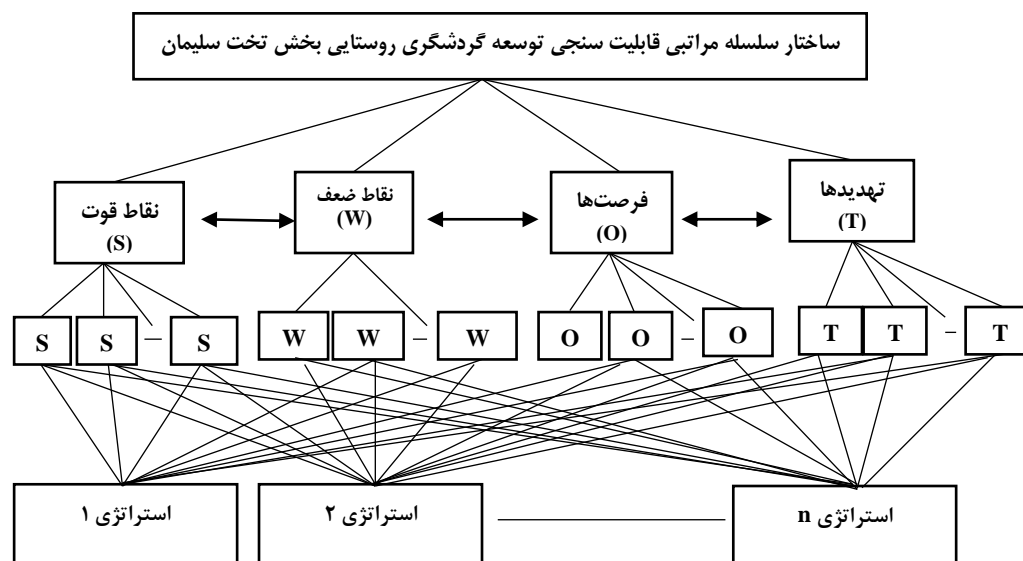 ساختار سلسله مراتبی قابلیت سنجی توسعه گردشگری روستایی بخش تخت سلیمان
تهدیدها
(T)
فرصت‌ها
(O)
نقاط ضعف
(W)
نقاط قوت
(S)
S S – S W W – W O O – O T T – T
استراتژی ۱
استراتژی ۲
استراتژی n